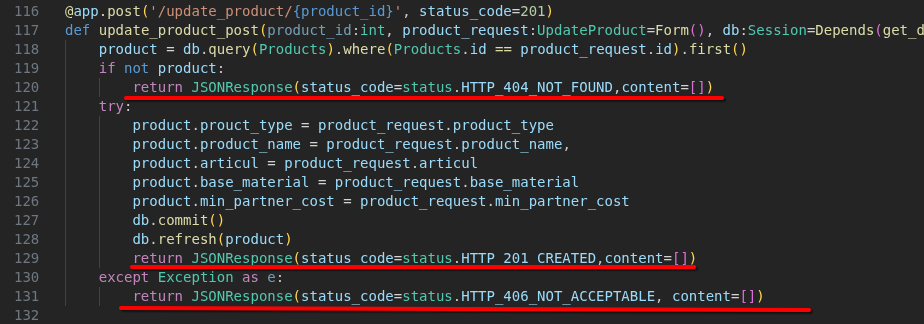 116 @app.post('/update_product/{product_id}', status_code=201)
117 def update_product_post(product_id:int, product_request:UpdateProduct=Form(), db:Session=Depends(get_d
118 product = db.query(Products).where(Products.id == product_request.id).first()
119 if not product:
120 return JSONResponse(status_code=status.HTTP_404_NOT_FOUND,content=[])
121 try:
122 product.prouct_type = product_request.product_type
123 product.product_name = product_request.product_name,
124 product.articul = product_request.articul
125 product.base_material = product_request.base_material
126 product.min_partner_cost = product_request.min_partner_cost
127 db.commit()
128 db.refresh(product)
129 return JSONResponse(status_code=status.HTTP_201_CREATED,content=[])
130 except Exception as e:
131 return JSONResponse(status_code=status.HTTP_406_NOT_ACCEPTABLE, content=[])
132